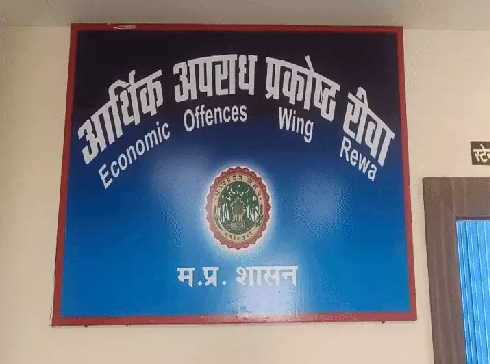 आर्थिक अपराध प्रकोष्ठ रीवा
Economic Offences Wing Rewa
म.प्र. शासन
स्टे